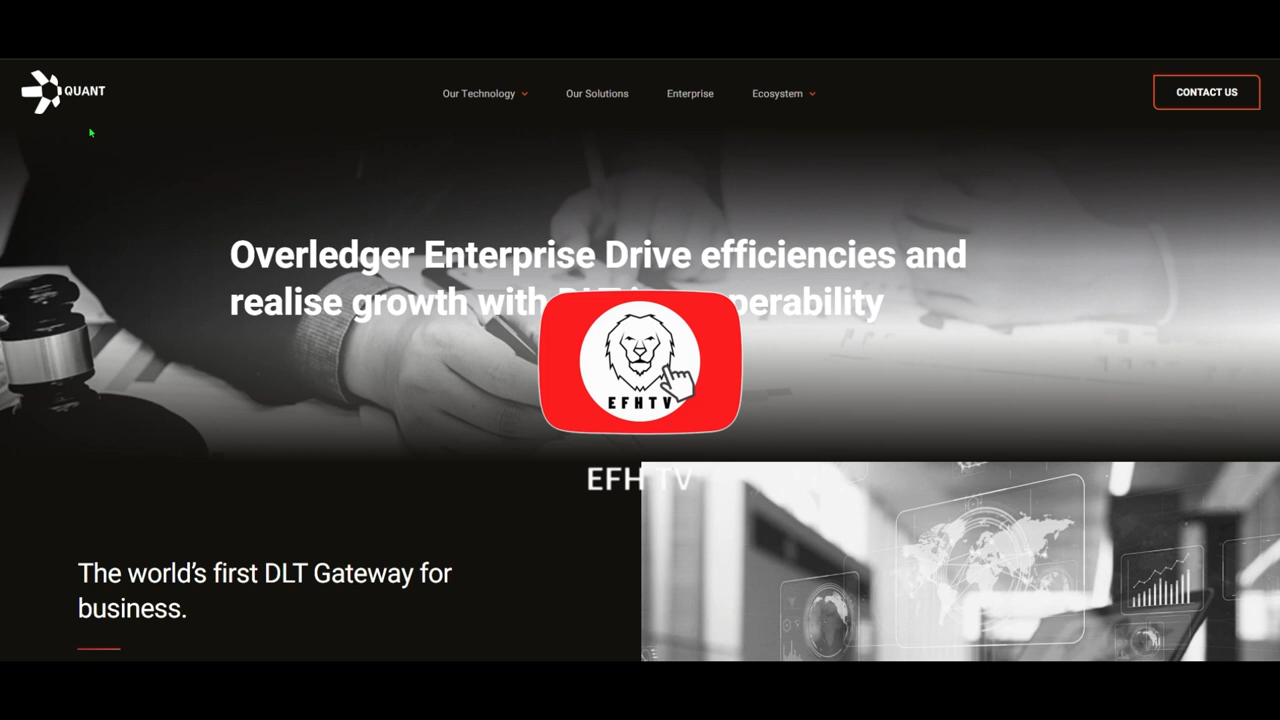 QUANT
Our Technology
Our Solutions
Enterprise
Ecosystem
CONTACT US
Overledger Enterprise Drive efficiencies and
realise growth with
EFHTV
EFH TV
The world's first DLT Gateway for
business.